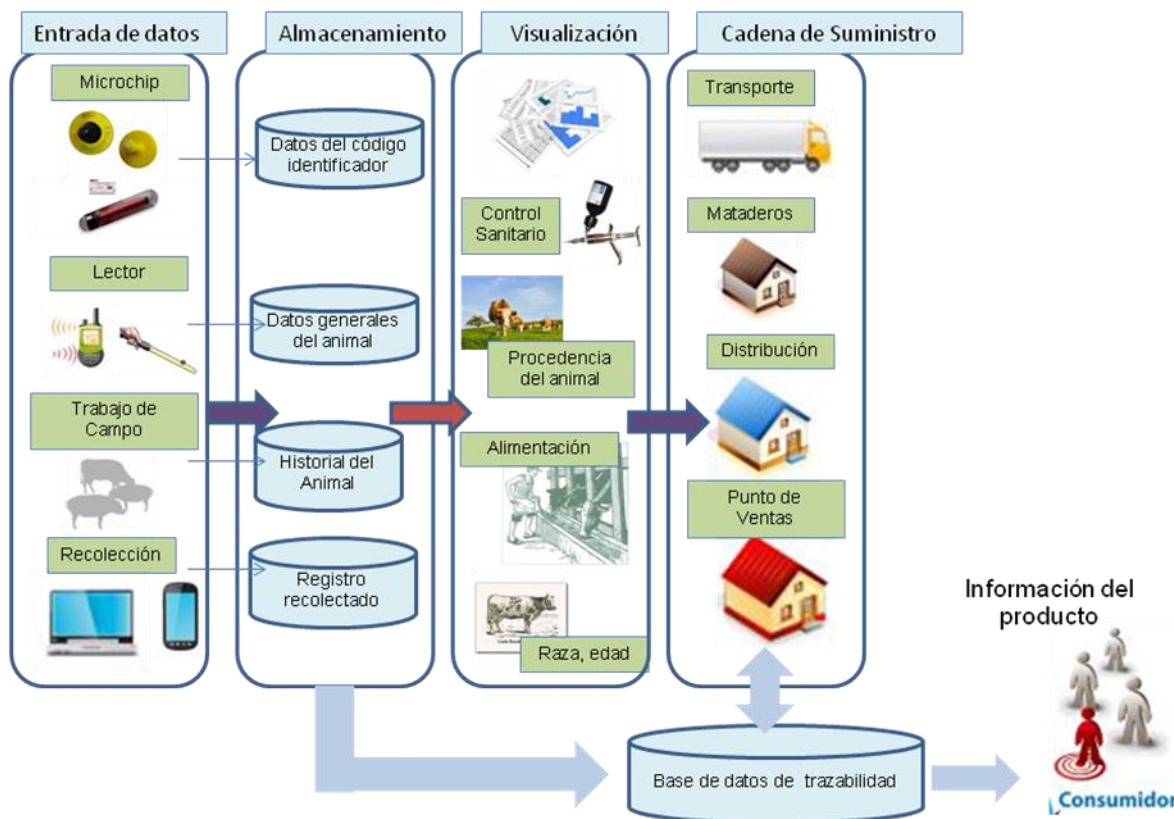 Entrada de datos
Microchip
Lector
Trabajo de
Campo
Recolección
Almacenamiento
Datos del código
identificador
Datos generales
del animal
Historial del
Animal
Registro
recolectado
Visualización
Control
Sanitario
Procedencia
del animal
Alimentación
Raza, edad
Cadena de Suministro
Transporte
Mataderos
Distribución
Punto de
Ventas
Base de datos de trazabilidad
Información del
producto
Consumidor